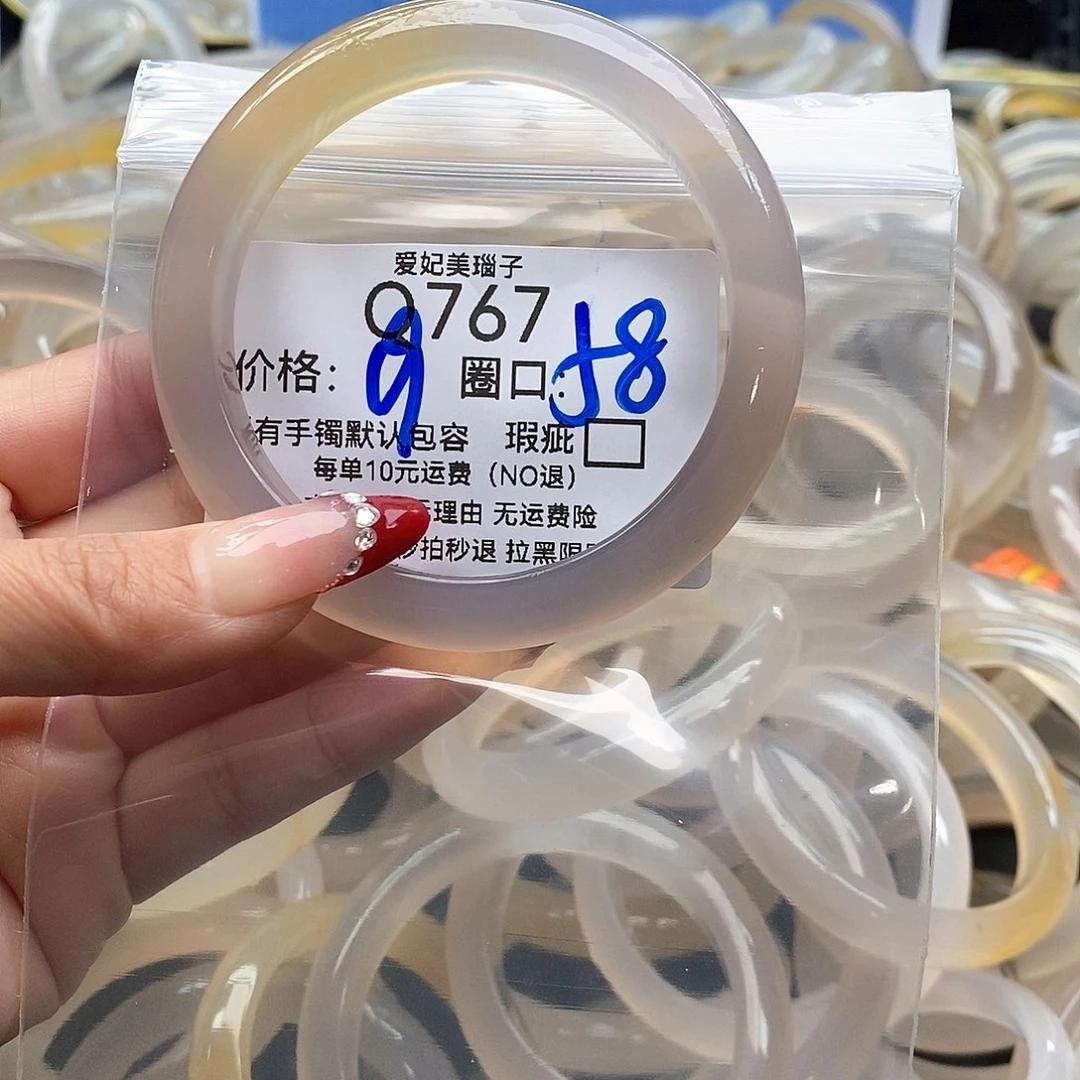 爱妃美瑙子
Q767
价格: 9 圈口: 58
有手镯默认包容 瑕疵
每单10元运费（NO退）
理由 无运费险
秒拍秒退 拉黑限